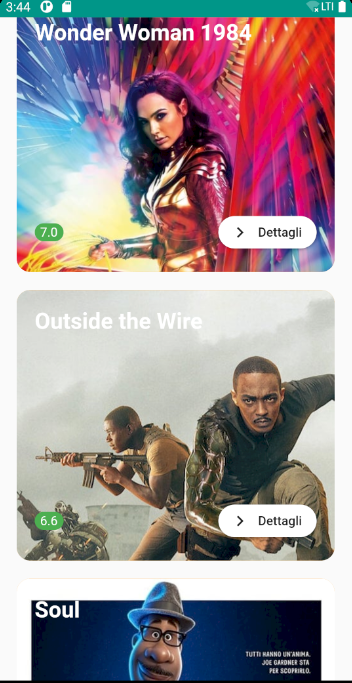 3:44
LTE
Wonder Woman 1984
7.0
Dettagli
Outside the Wire
6.6
Dettagli
Soul
TUTTI HANNO UN'ANIMA.
JOE GARDNER STA
PER SCOPRIRLO.